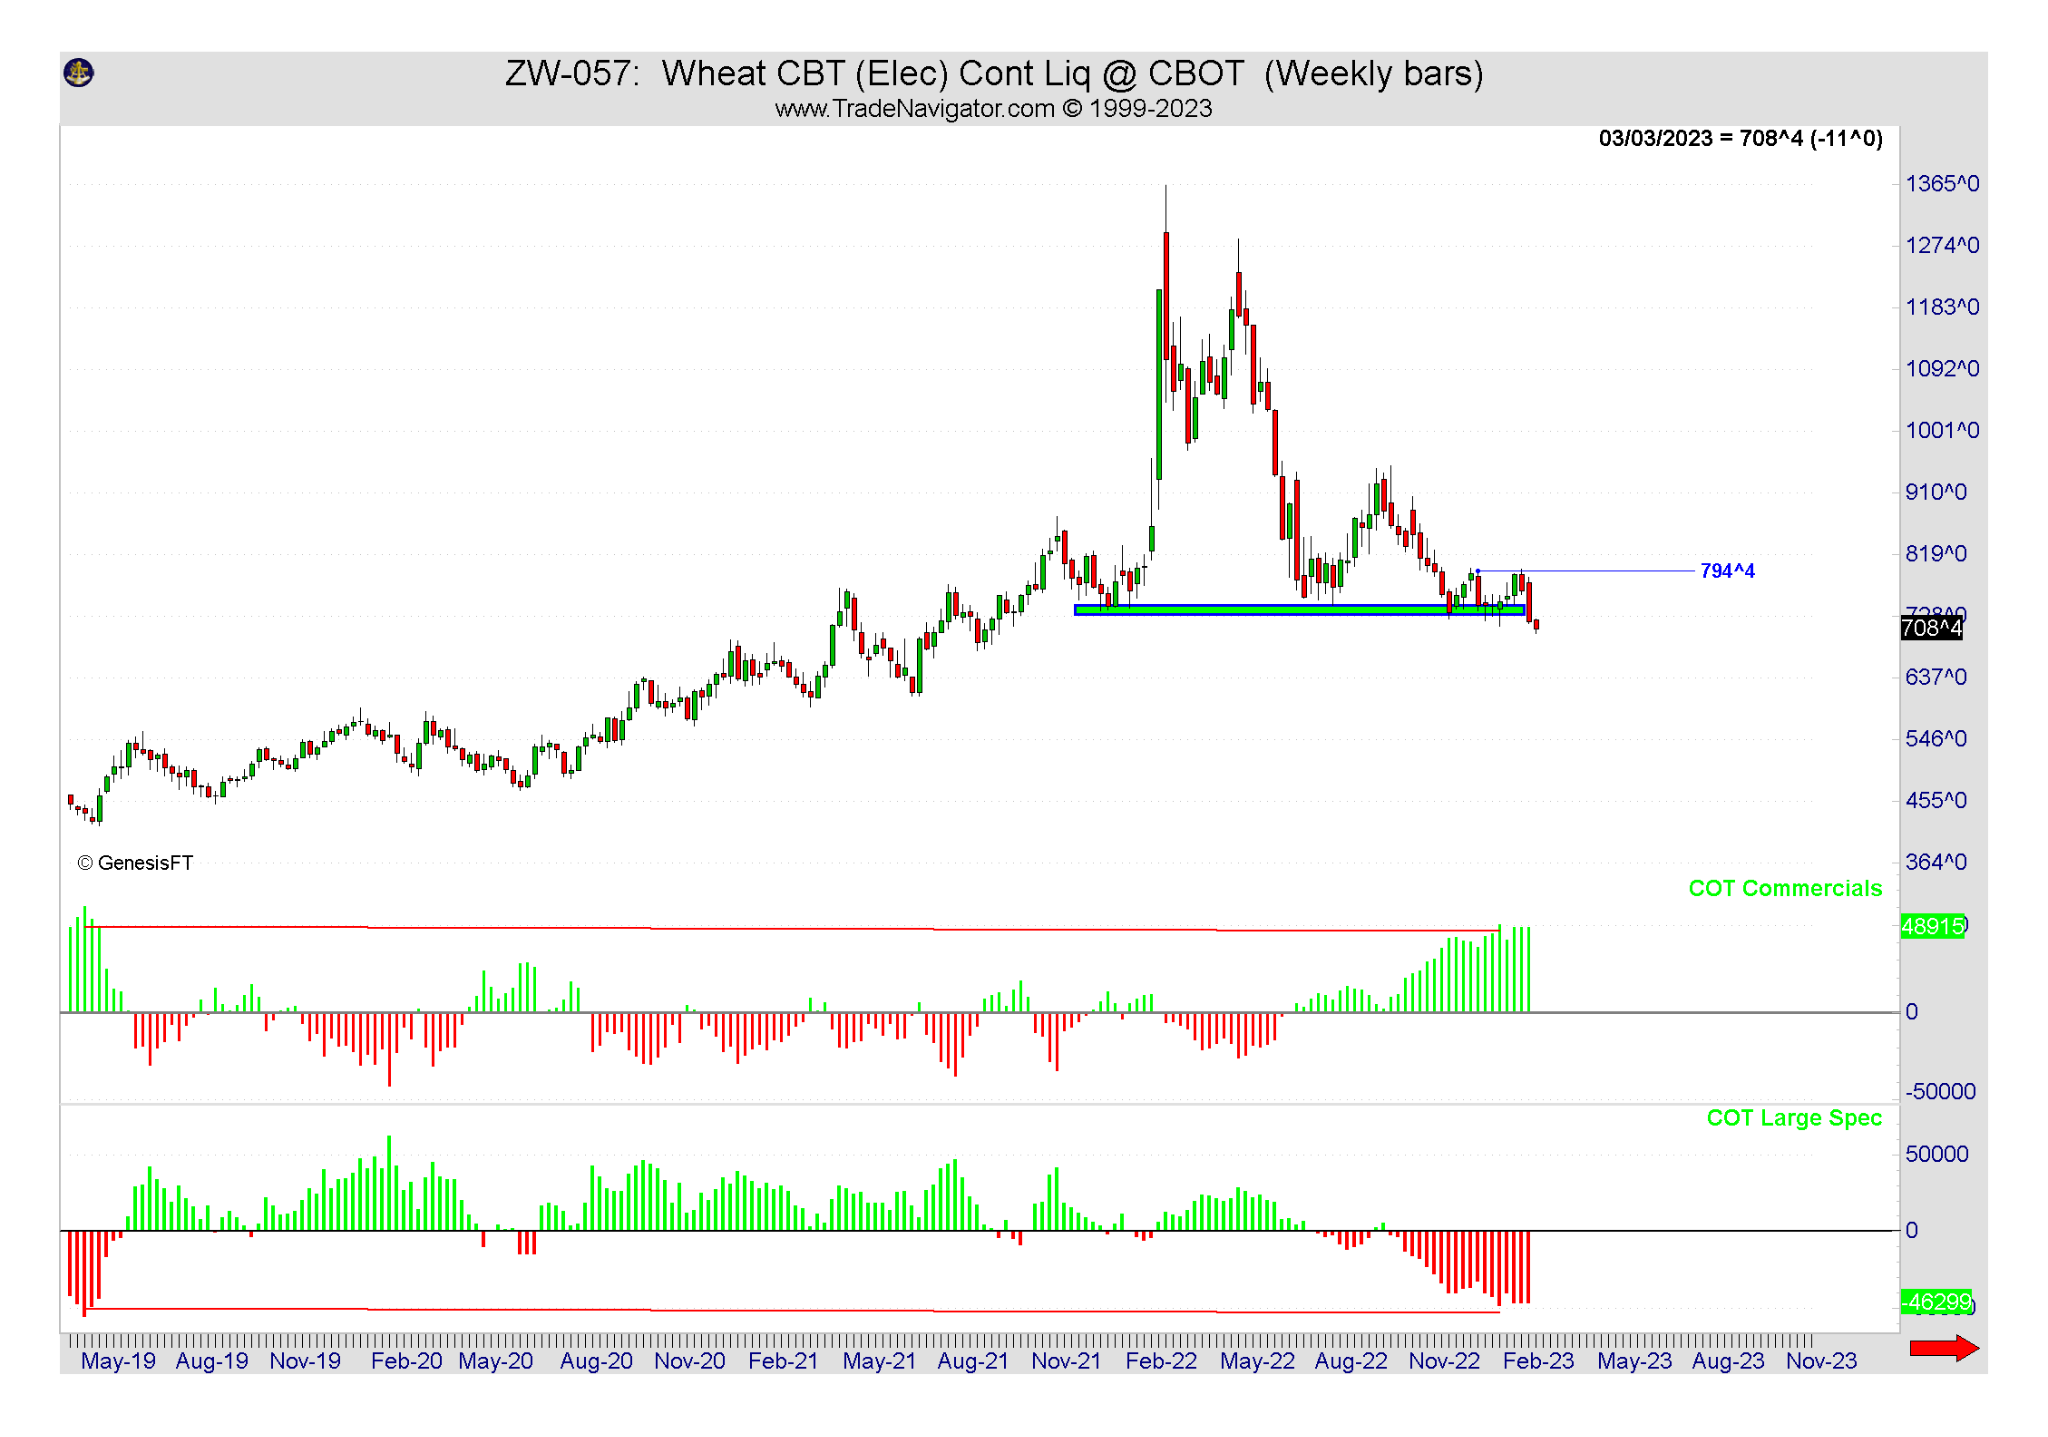 ZW-057:  Wheat CBT (Elec) Cont Liq @ CBOT  (Weekly bars)
www.TradeNavigator.com © 1999-2023
03/03/2023 = 708^4 (-11^0)
1365^0
1274^0
1183^0
1092^0
1001^0
910^0
819^0
794^4
728^0
708^4
637^0
546^0
455^0
364^0
© GenesisFT
COT Commercials
48915
0
-50000
COT Large Spec
50000
0
-46299
May-19 Aug-19 Nov-19 Feb-20 May-20 Aug-20 Nov-20 Feb-21 May-21 Aug-21 Nov-21 Feb-22 May-22 Aug-22 Nov-22 Feb-23 May-23 Aug-23 Nov-23